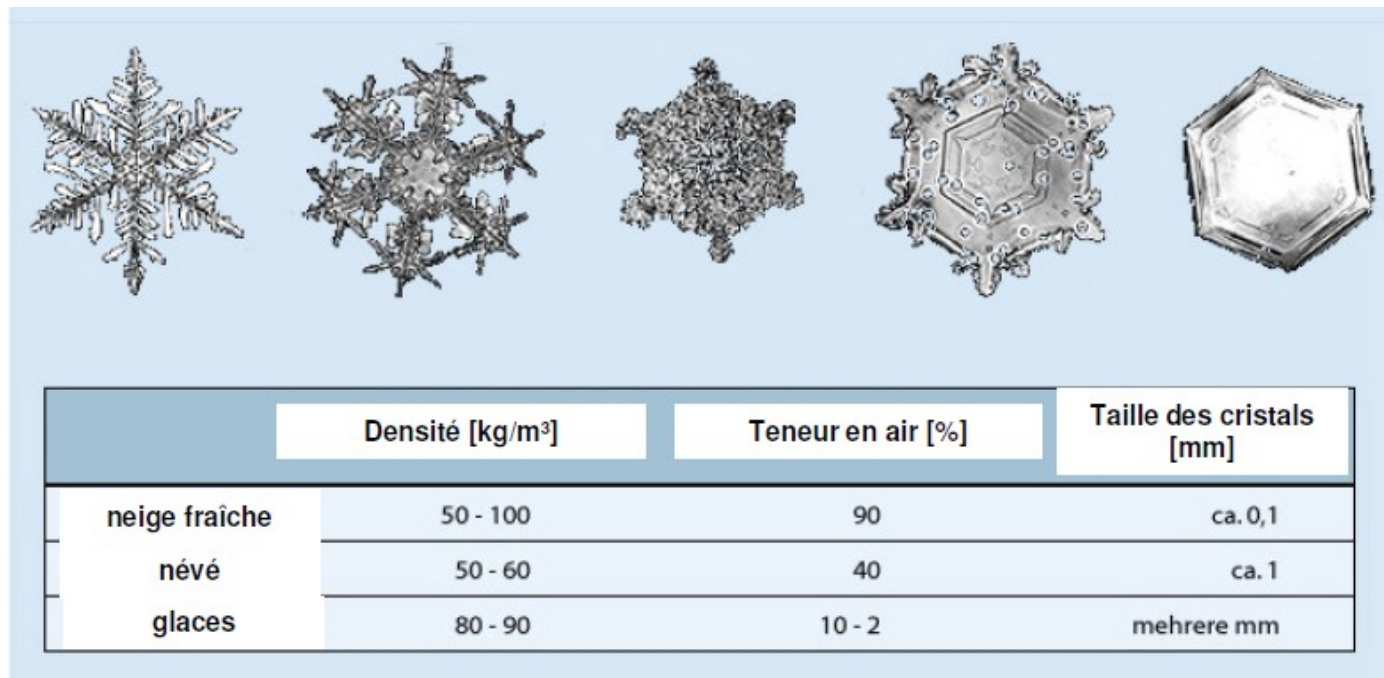 Densité [kg/m³] Teneur en air [%] Taille des cristals
[mm]
neige fraîche 50 - 100 90 ca. 0,1
névé 50 - 60 40 ca. 1
glaces 80 - 90 10 - 2 mehrere mm